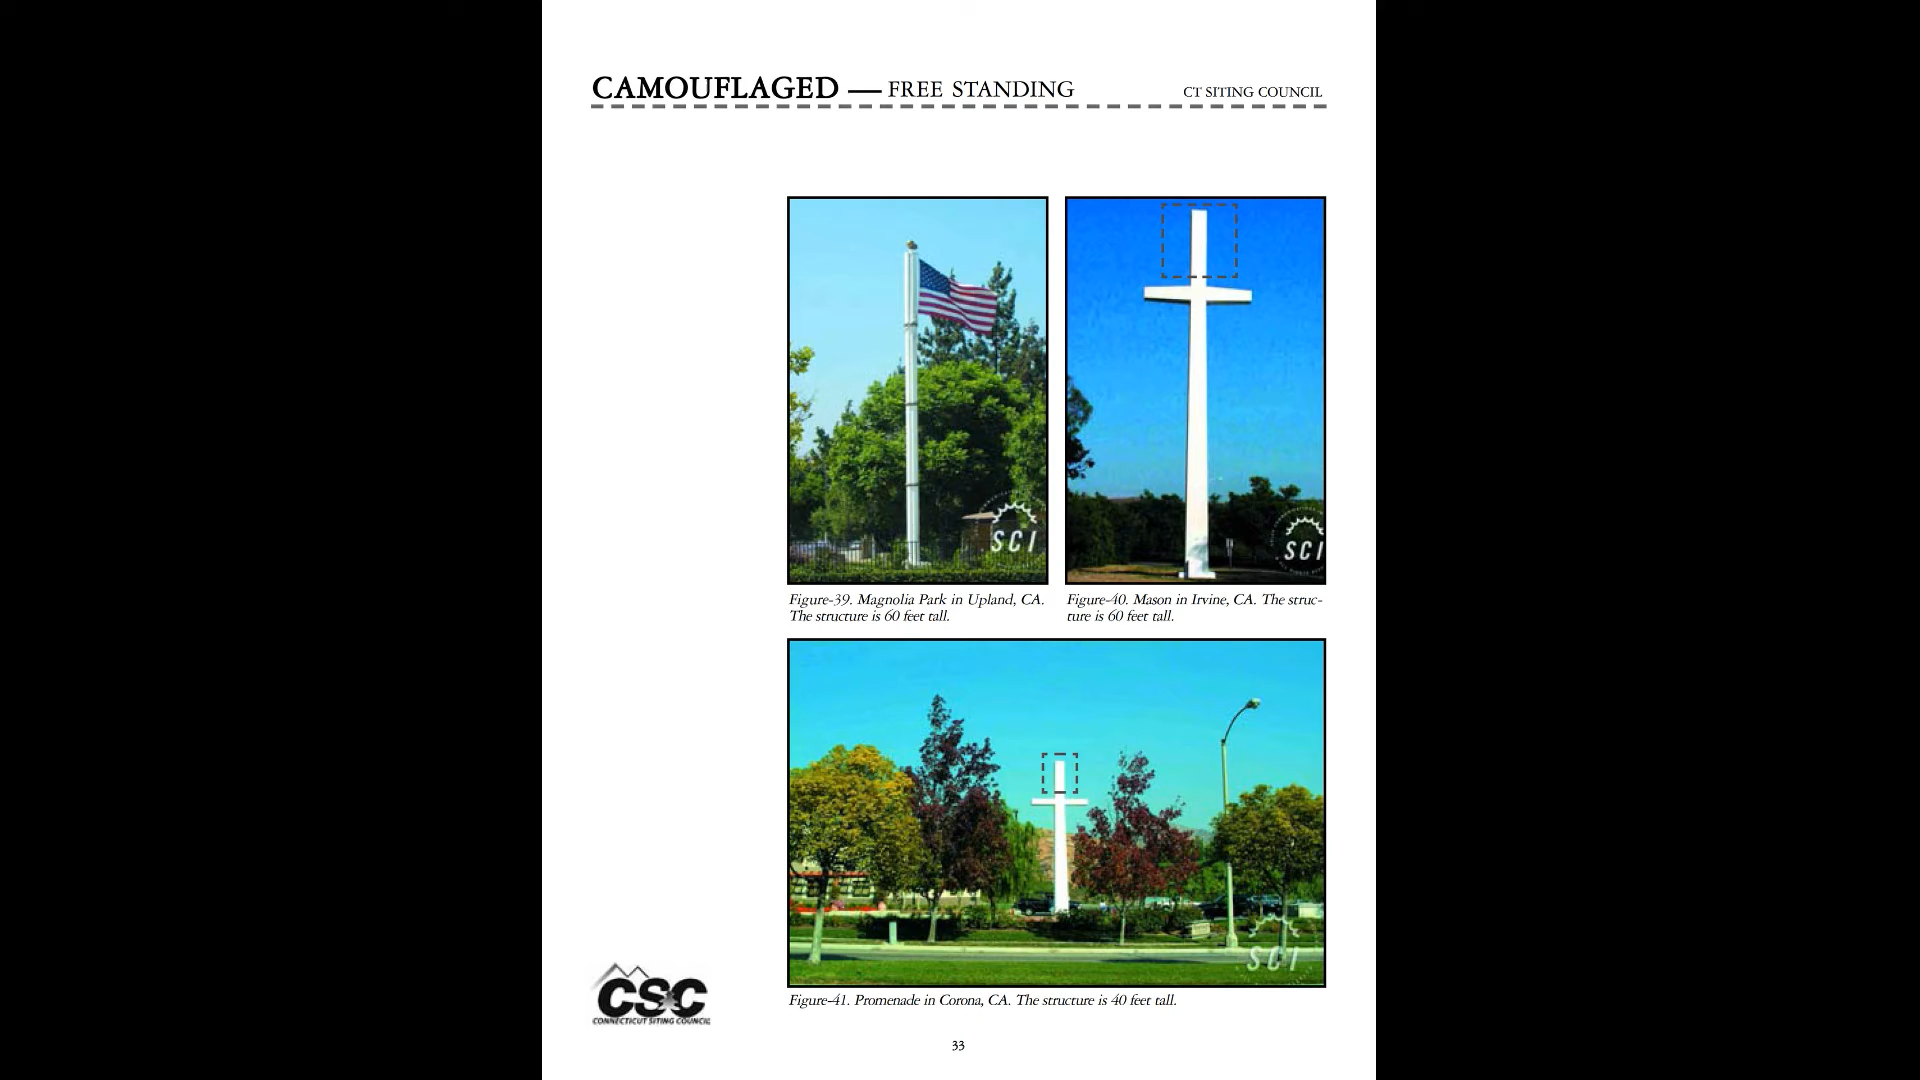 CAMOUFLAGED — FREE STANDING
CT SITING COUNCIL
SCI
SCI
Figure-39. Magnolia Park in Upland, CA.
The structure is 60 feet tall.
Figure-40. Mason in Irvine, CA. The struc-
ture is 60 feet tall.
SCI
Figure-41. Promenade in Corona, CA. The structure is 40 feet tall.
CSC
CONNECTICUT SITING COUNCIL
33